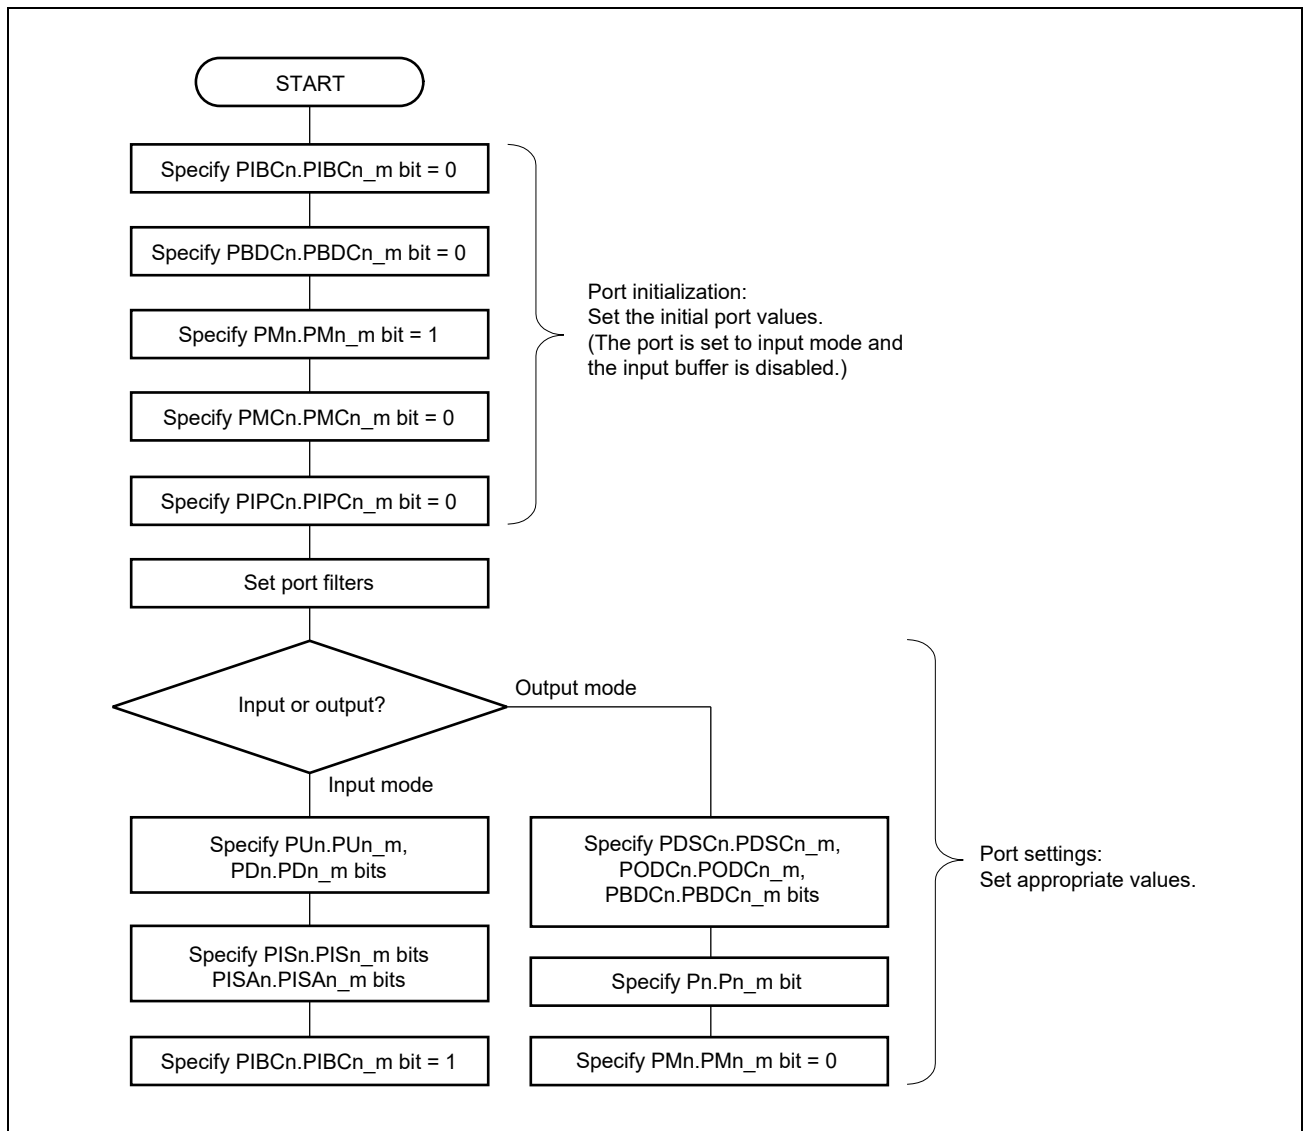 START
Specify PIBCn.PIBCn_m bit = 0
Specify PBDCn.PBDCn_m bit = 0
Specify PMn.PMn_m bit = 1
Specify PMCn.PMCn_m bit = 0
Specify PIPCn.PIPCn_m bit = 0
Port initialization:
Set the initial port values.
(The port is set to input mode and
the input buffer is disabled.)
Set port filters
Input or output?
Output mode
Input mode
Specify PUn.PUn_m,
PDn.PDn_m bits
Specify PISn.PISn_m bits
PISAn.PISAn_m bits
Specify PIBCn.PIBCn_m bit = 1
Specify PDSCn.PDSCn_m,
PODCn.PODCn_m,
PBDCn.PBDCn_m bits
Specify Pn.Pn_m bit
Specify PMn.PMn_m bit = 0
Port settings:
Set appropriate values.